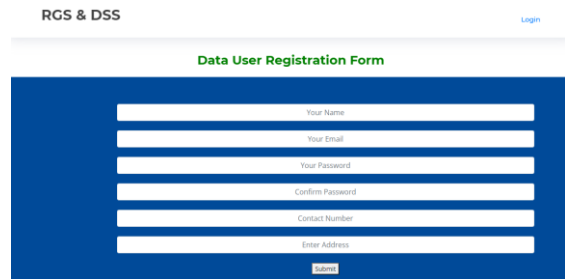 RGS & DSS
Login
Data User Registration Form
Your Name
Your Email
Your Password
Confirm Password
Contact Number
Enter Address
Submit